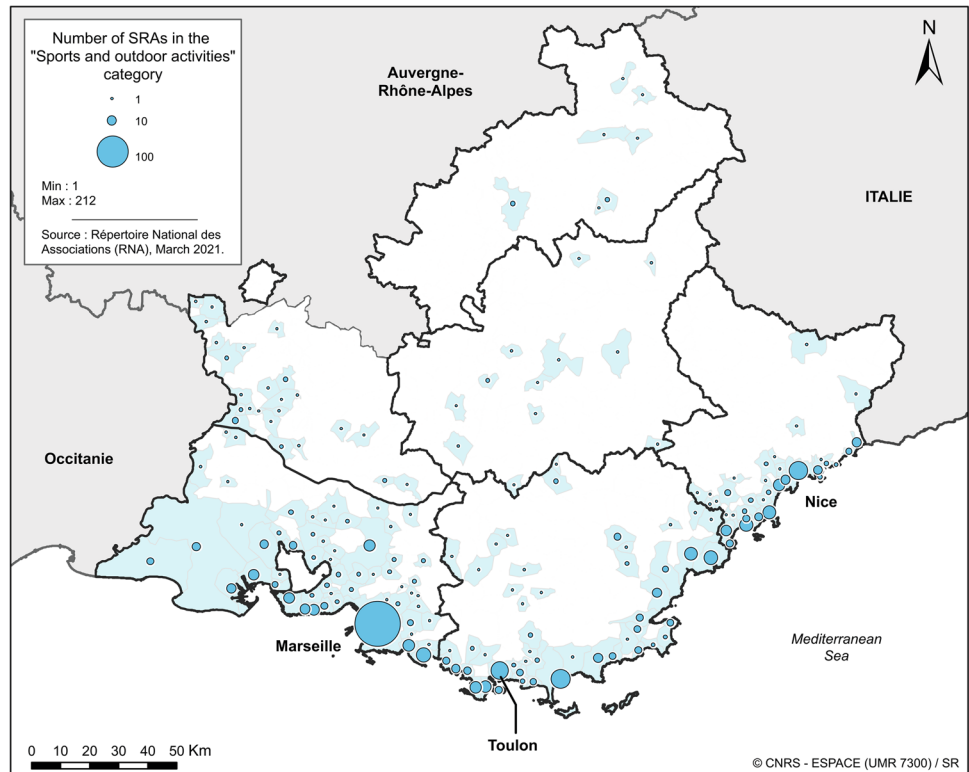 Number of SRAs in the
"Sports and outdoor activities"
category
1
10
100
Min : 1
Max : 212
Source : Répertoire National des
Associations (RNA), March 2021.
Auvergne-
Rhône-Alpes
N
ITALIE
Occitanie
Nice
Marseille
Mediterranean
Sea
Toulon
0 10 20 30 40 50 Km
© CNRS - ESPACE (UMR 7300) / SR